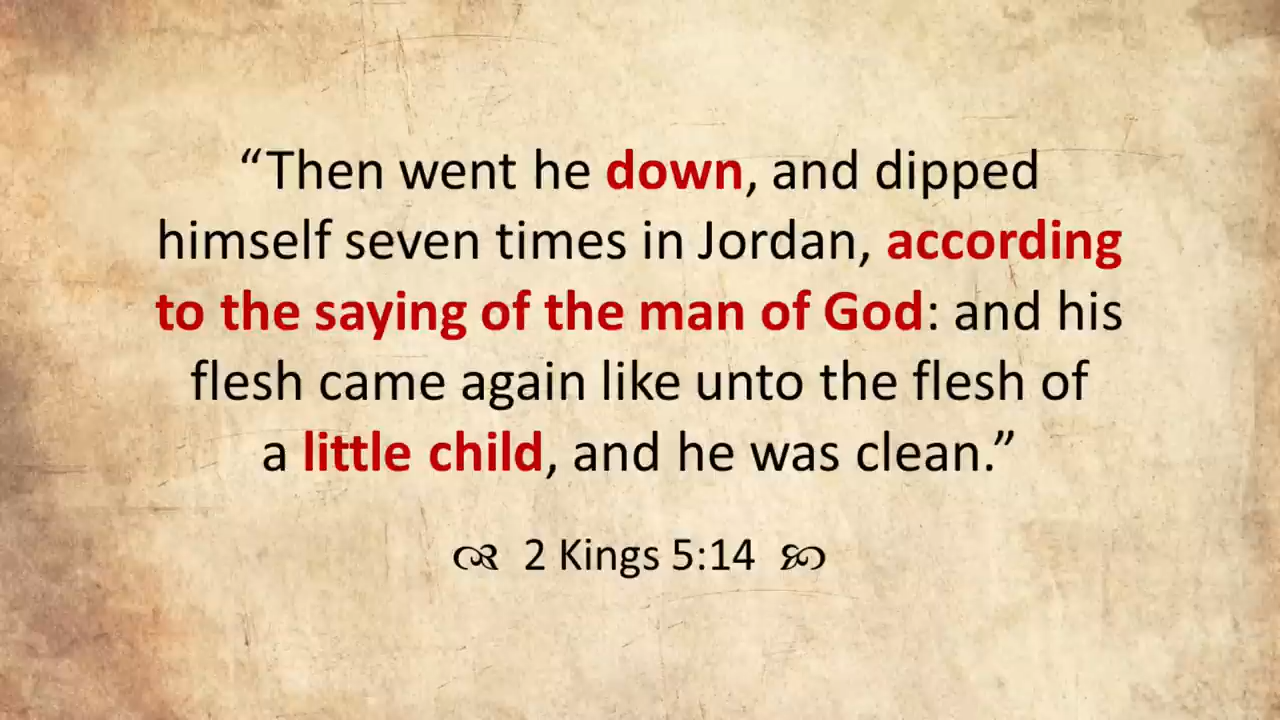 “Then went he down, and dipped
himself seven times in Jordan, according
to the saying of the man of God: and his
flesh came again like unto the flesh of
a little child, and he was clean.”
2 Kings 5:14